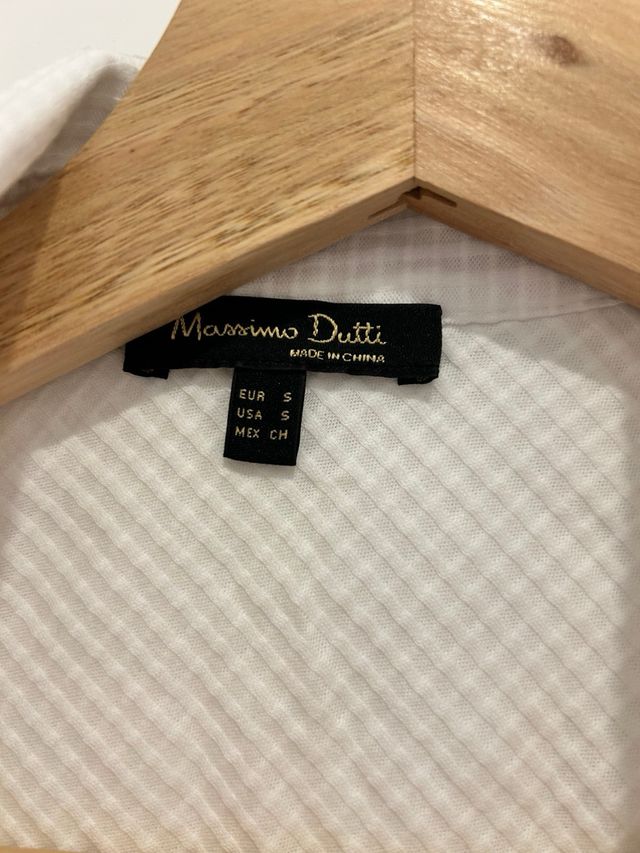 Massimo Dutti
MADE IN CHINA
EUR S
USA S
MEX CH